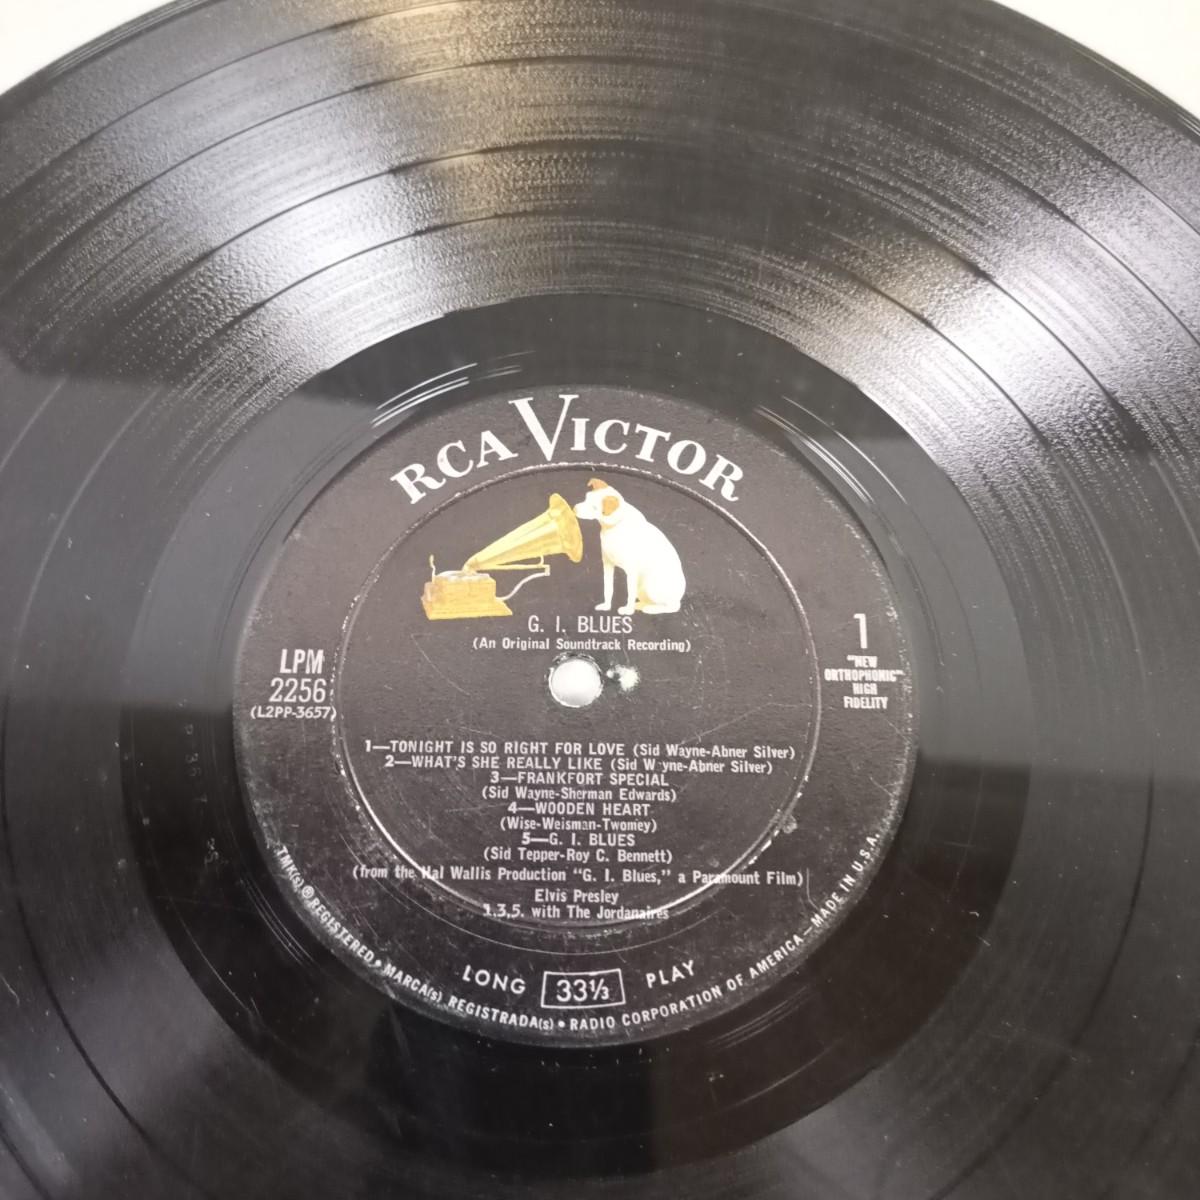 RCA VICTOR
G. I. BLUES
(An Original Soundtrack Recording)
LPM
2256
(L2PP-3657)
1
"NEW
ORTHOPHONIC"
HIGH
FIDELITY
1—TONIGHT IS SO RIGHT FOR LOVE (Sid Wayne-Abner Silver)
2—WHAT'S SHE REALLY LIKE (Sid W yne-Abner Silver)
3—FRANKFORT SPECIAL
(Sid Wayne-Sherman Edwards)
4—WOODEN HEART
(Wise-Weisman-Twomey)
5—G. I. BLUES
(Sid Tepper-Roy C. Bennett)
(from the Hal Wallis Production "G. I. Blues," a Paramount Film)
Elvis Presley
1,3,5. with The Jordanaires
LONG 33⅓ PLAY
TMK(s) ® REGISTERED • MARCA(s) REGISTRADA(s) • RADIO CORPORATION OF AMERICA — MADE IN U.S.A.